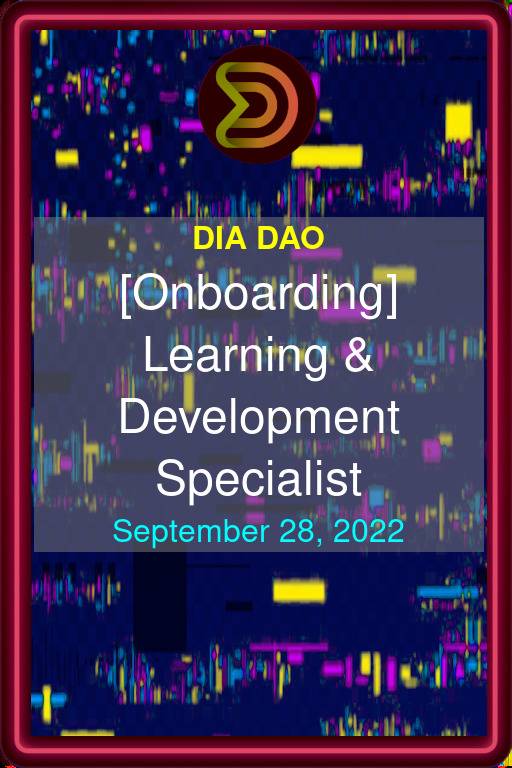 DIA DAO
[Onboarding]
Learning &
Development
Specialist
September 28, 2022